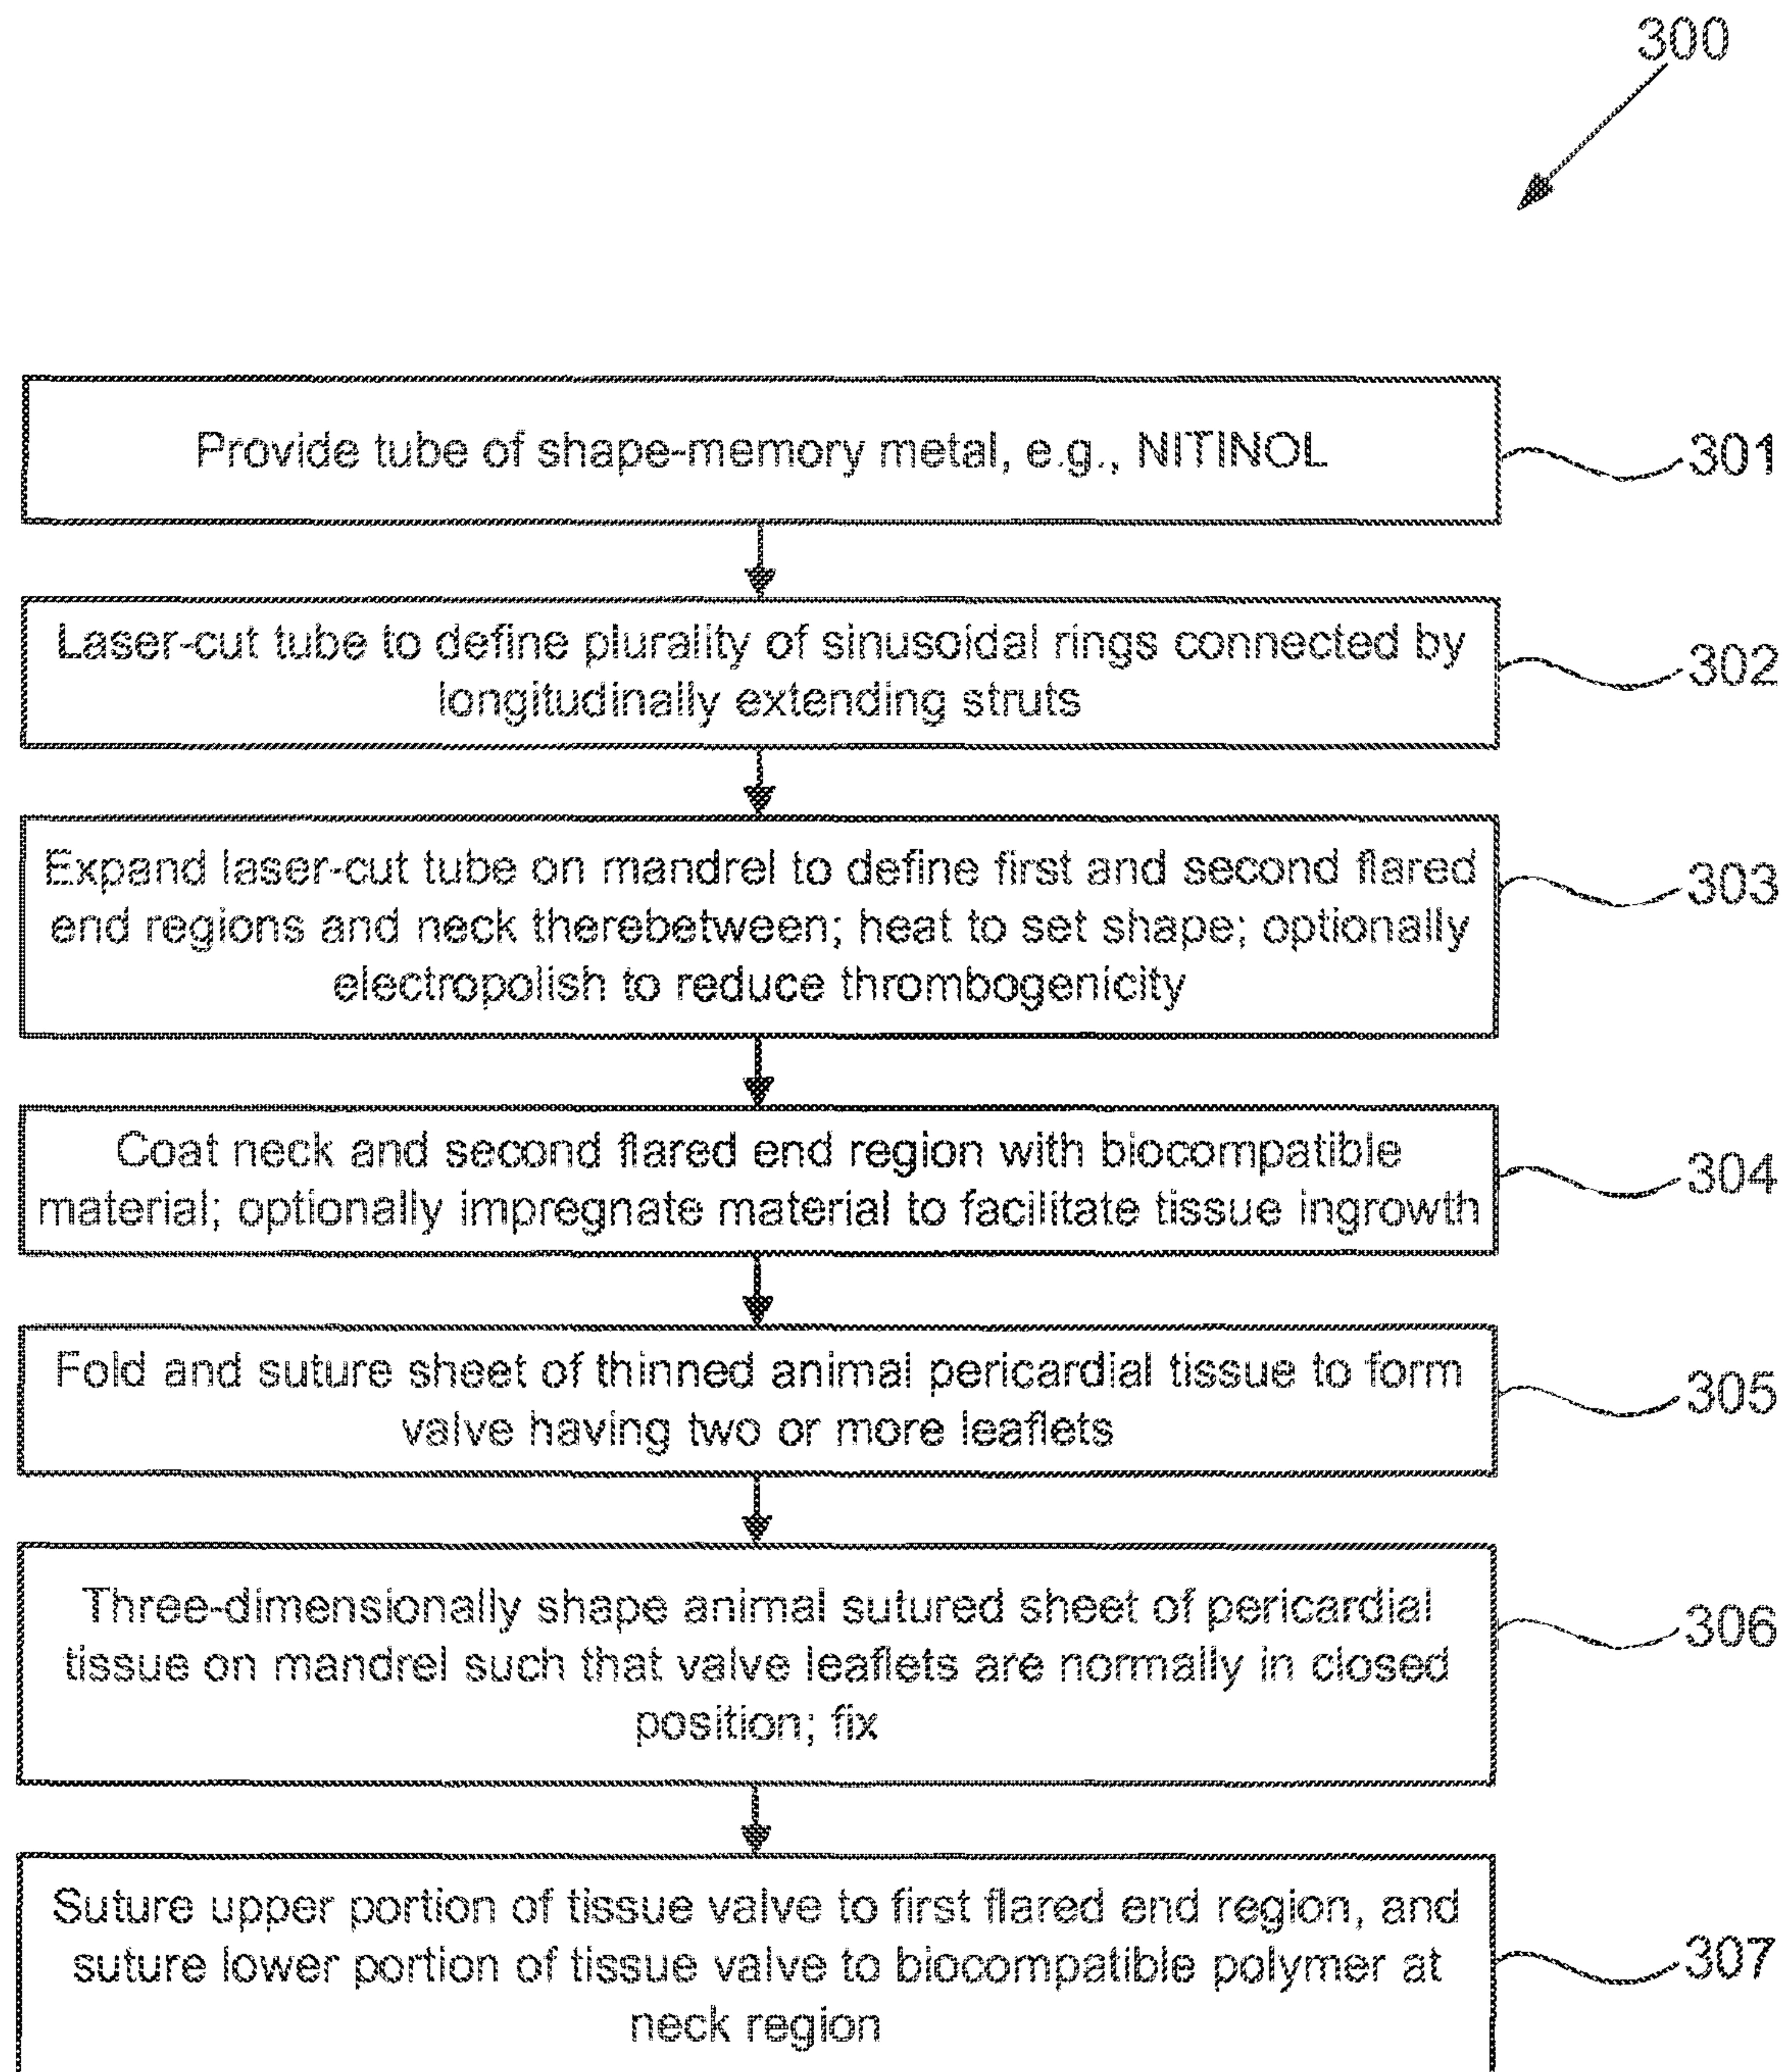 300
Provide tube of shape-memory metal, e.g., NITINOL
301
Laser-cut tube to define plurality of sinusoidal rings connected by
longitudinally extending struts
302
Expand laser-cut tube on mandrel to define first and second flared
end regions and neck therebetween; heat to set shape; optionally
electropolish to reduce thrombogenicity
303
Coat neck and second flared end region with biocompatible
material; optionally impregnate material to facilitate tissue ingrowth
304
Fold and suture sheet of thinned animal pericardial tissue to form
valve having two or more leaflets
305
Three-dimensionally shape animal sutured sheet of pericardial
tissue on mandrel such that valve leaflets are normally in closed
position; fix
306
Suture upper portion of tissue valve to first flared end region, and
suture lower portion of tissue valve to biocompatible polymer at
neck region
307